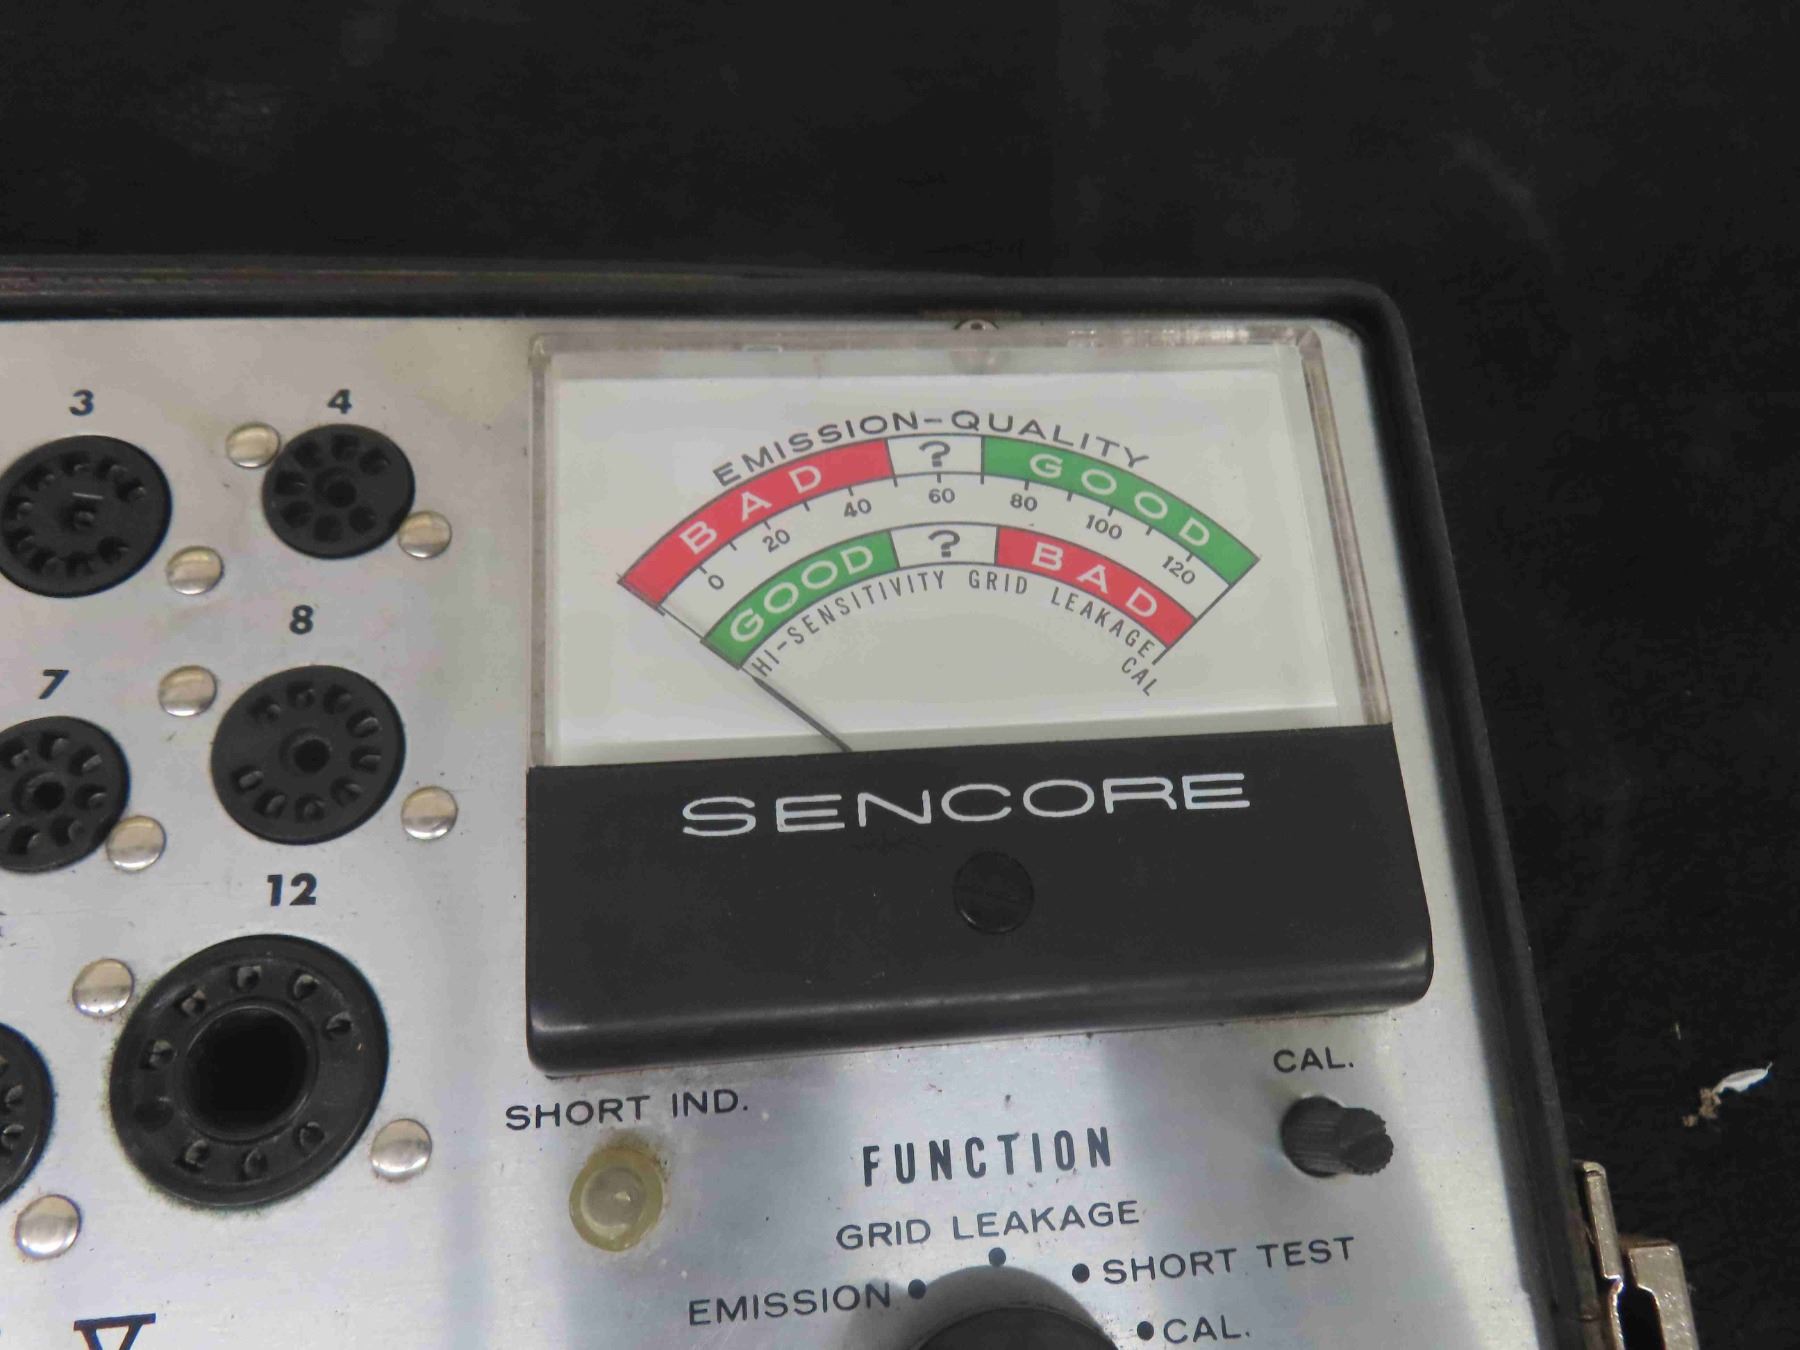 3
4
7
8
12
EMISSION-QUALITY
BAD ? GOOD
0 20 40 60 80 100 120
GOOD ? BAD
HI-SENSITIVITY GRID LEAKAGE
CAL
SENCORE
CAL.
SHORT IND.
FUNCTION
GRID LEAKAGE
SHORT TEST
EMISSION
CAL.
V